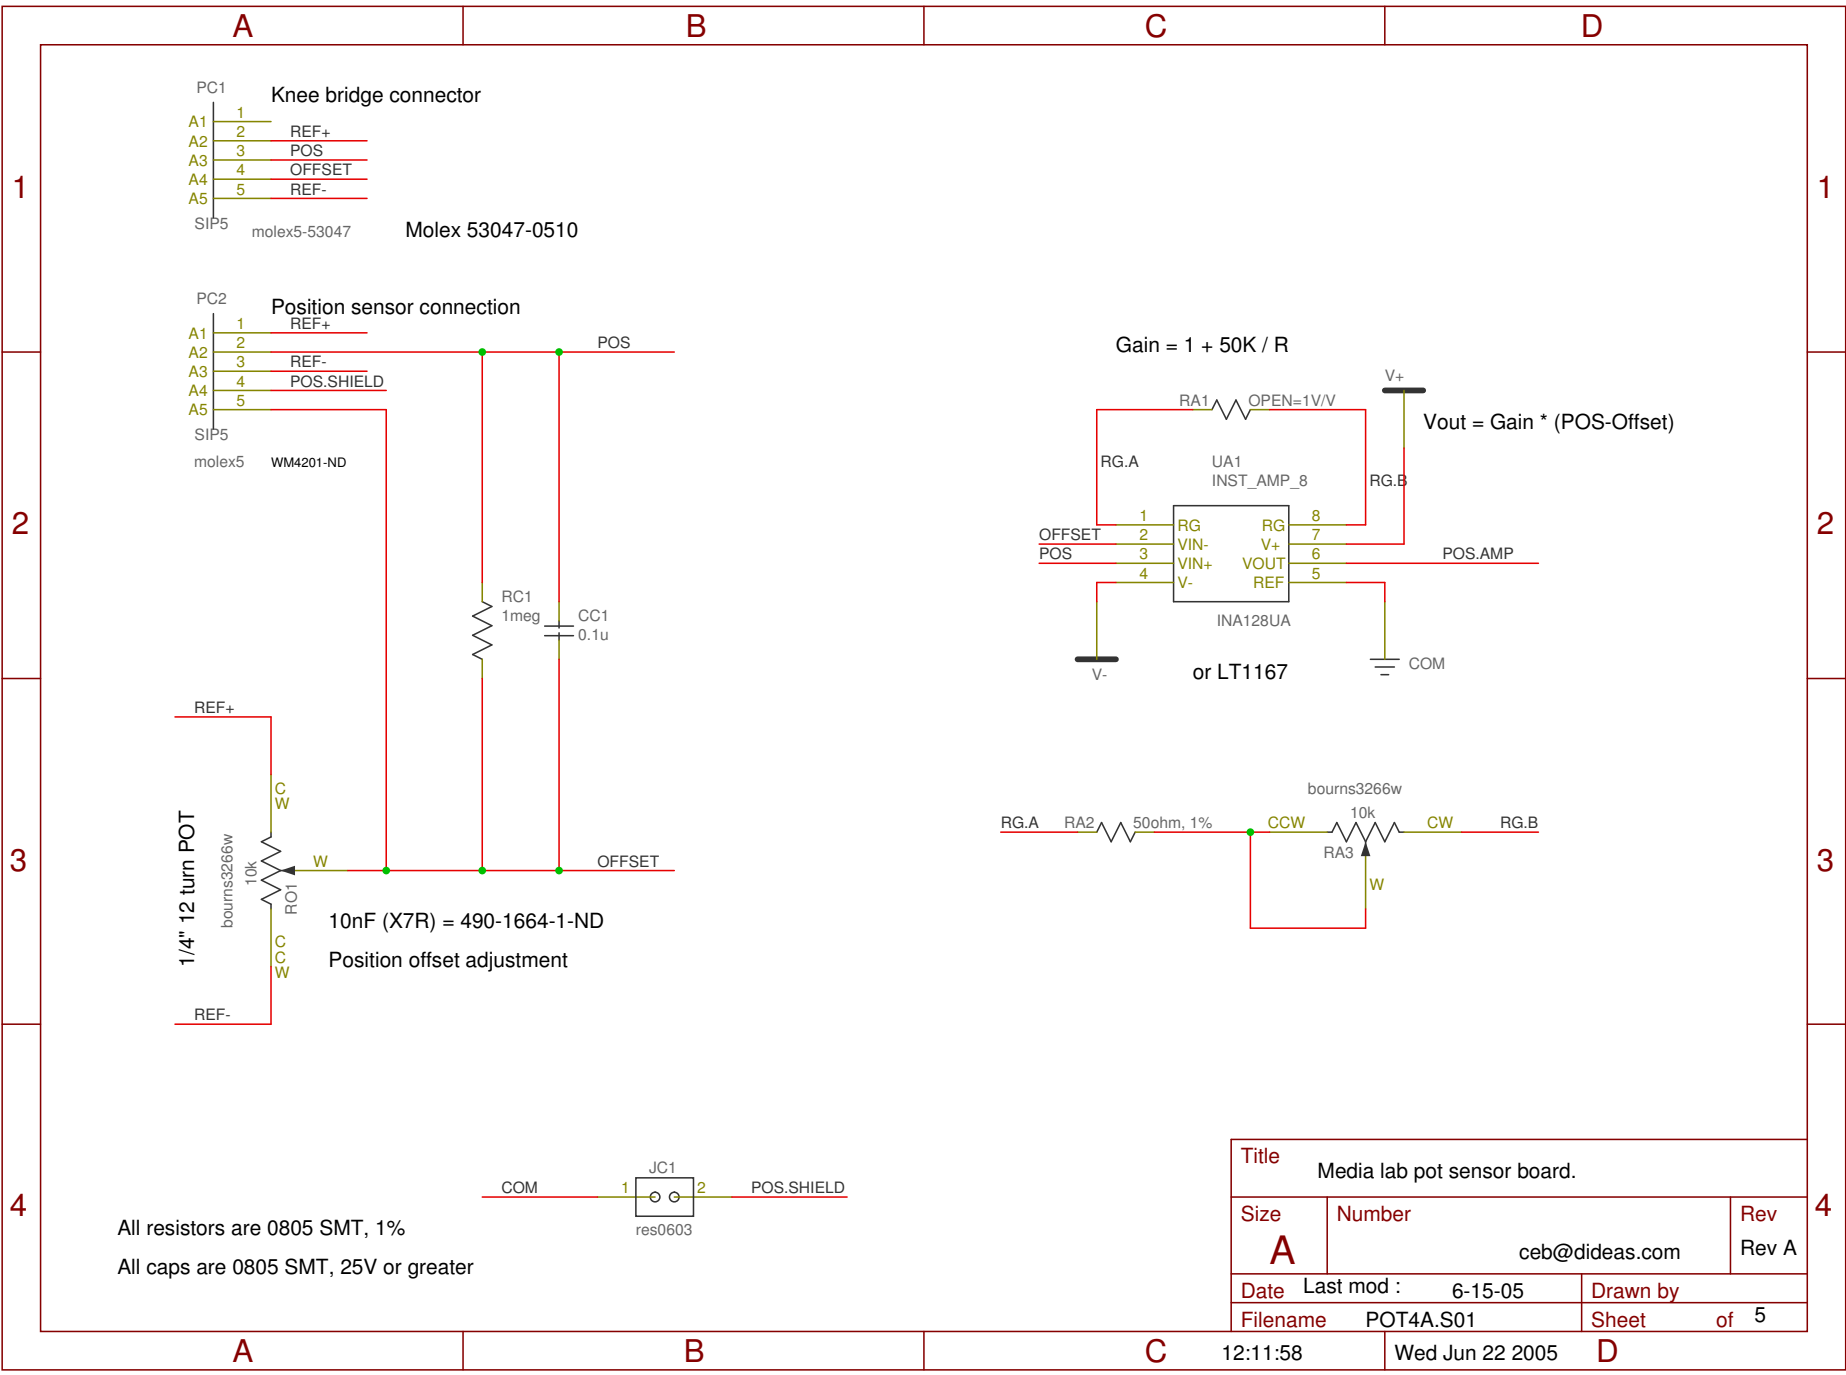 A B C D
1 1
PC1
Knee bridge connector
A1 1
A2 2 REF+
A3 3 POS
A4 4 OFFSET
A5 5 REF-
SIP5
molex5-53047
Molex 53047-0510
PC2
Position sensor connection
A1 1 REF+
A2 2 POS
A3 3 REF-
A4 4 POS.SHIELD
A5 5
SIP5
molex5 WM4201-ND
Gain = 1 + 50K / R
V+
RA1 OPEN=1V/V
Vout = Gain * (POS-Offset)
RG.A
UA1
INST_AMP_8
RG.B
2 2
1 RG RG 8
OFFSET 2 VIN- V+ 7
POS 3 VIN+ VOUT 6 POS.AMP
4 V- REF 5
INA128UA
V-
or LT1167
COM
RC1
1meg
CC1
0.1u
REF+
C
W
1/4" 12 turn POT
bourns3266w
10k
RO1
W
OFFSET
C
C
W
REF-
10nF (X7R) = 490-1664-1-ND
Position offset adjustment
3 3
bourns3266w
RG.A RA2 50ohm, 1% CCW 10k CW RG.B
RA3
W
4 4
JC1
COM 1 2 POS.SHIELD
res0603
All resistors are 0805 SMT, 1%
All caps are 0805 SMT, 25V or greater
Title
Media lab pot sensor board.
Size Number Rev
A ceb@dideas.com Rev A
Date Last mod : 6-15-05 Drawn by
Filename POT4A.S01 Sheet of 5
A B C 12:11:58 Wed Jun 22 2005 D